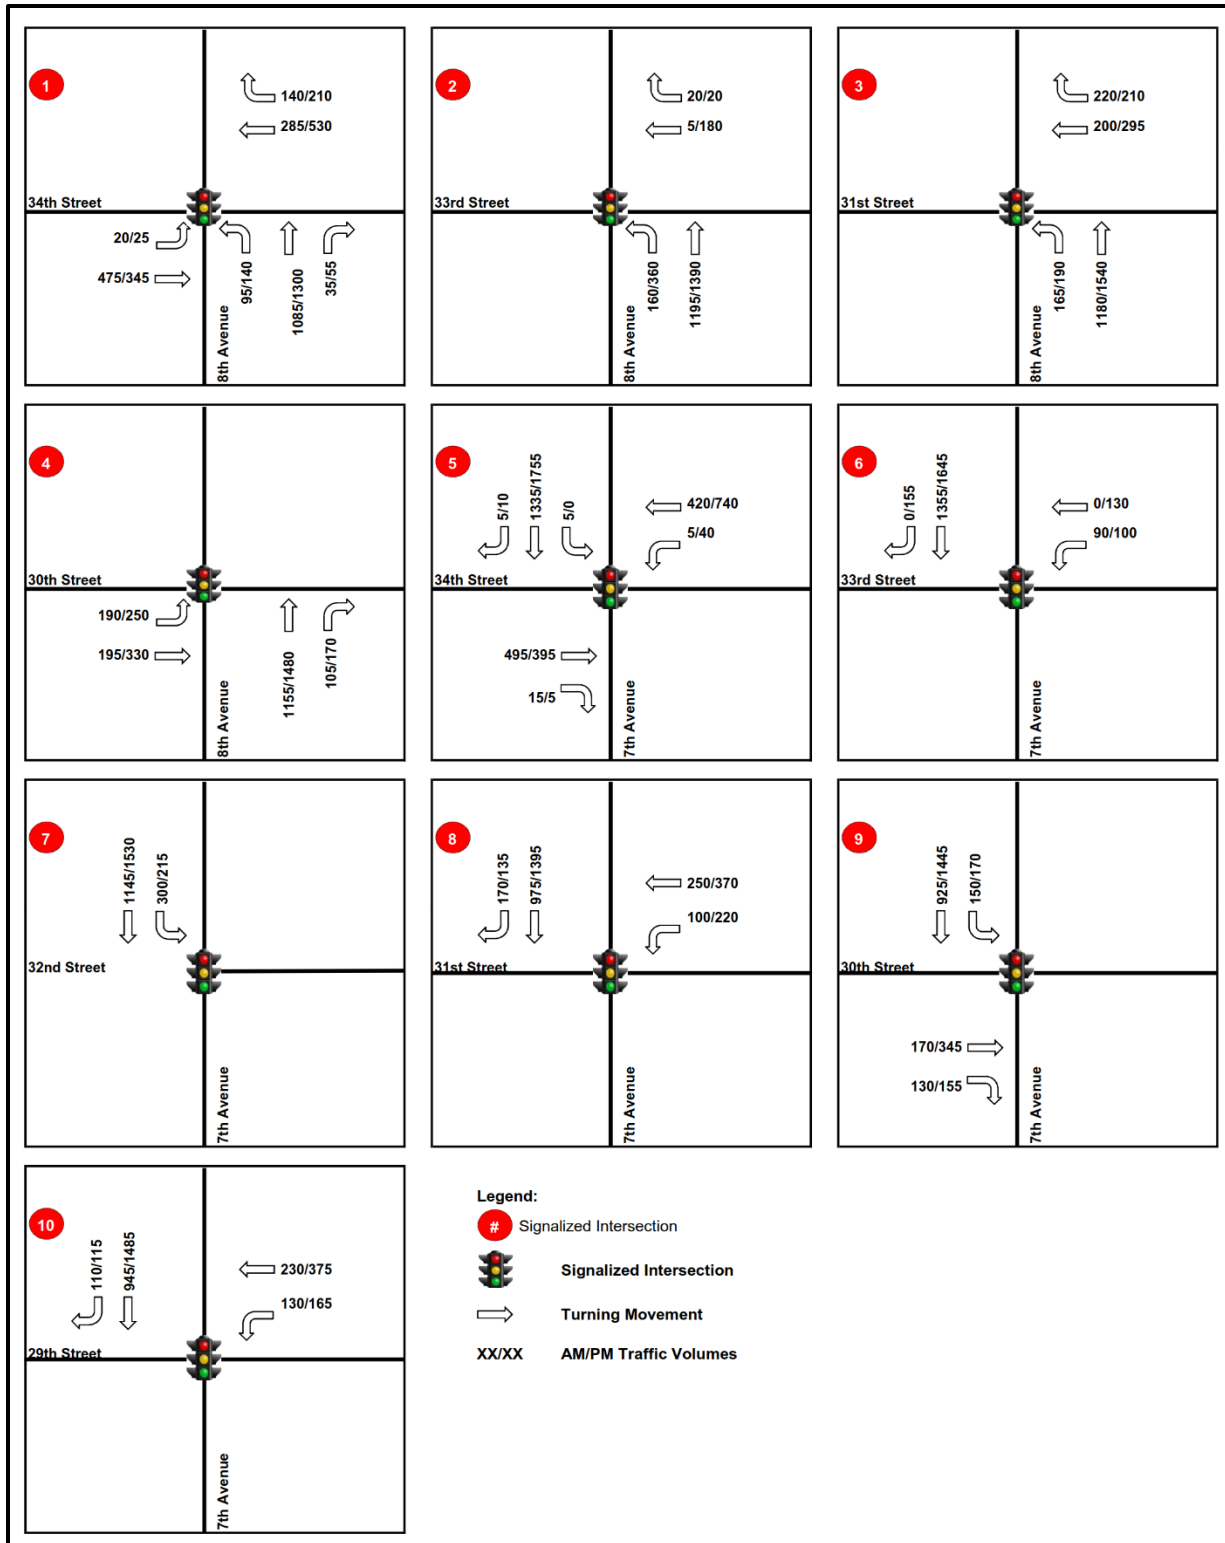 1
140/210
285/530
34th Street
20/25
475/345
95/140
1085/1300
35/55
8th Avenue
2
20/20
5/180
33rd Street
160/360
1195/1390
8th Avenue
3
220/210
200/295
31st Street
165/190
1180/1540
8th Avenue
4
30th Street
190/250
195/330
1155/1480
105/170
8th Avenue
5
5/10
1335/1755
5/0
420/740
5/40
34th Street
495/395
15/5
7th Avenue
6
0/155
1355/1645
0/130
90/100
33rd Street
7th Avenue
7
1145/1530
300/215
32nd Street
7th Avenue
8
170/135
975/1395
250/370
100/220
31st Street
7th Avenue
9
925/1445
150/170
30th Street
170/345
130/155
7th Avenue
10
110/115
945/1485
230/375
130/165
29th Street
7th Avenue
Legend:
# Signalized Intersection
Signalized Intersection
Turning Movement
XX/XX AM/PM Traffic Volumes